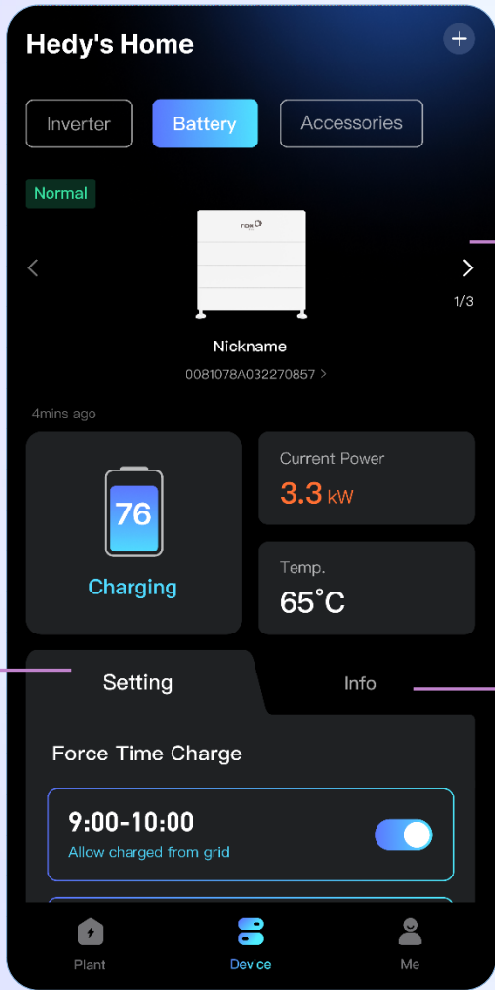 Hedy's Home
Inverter
Battery
Accessories
Normal
1/3
Nickname
0081078A032270857 >
4mins ago
76
Charging
Current Power
3.3 kW
Temp.
65°C
Setting
Info
Force Time Charge
9:00-10:00
Allow charged from grid
Plant
Device
Me